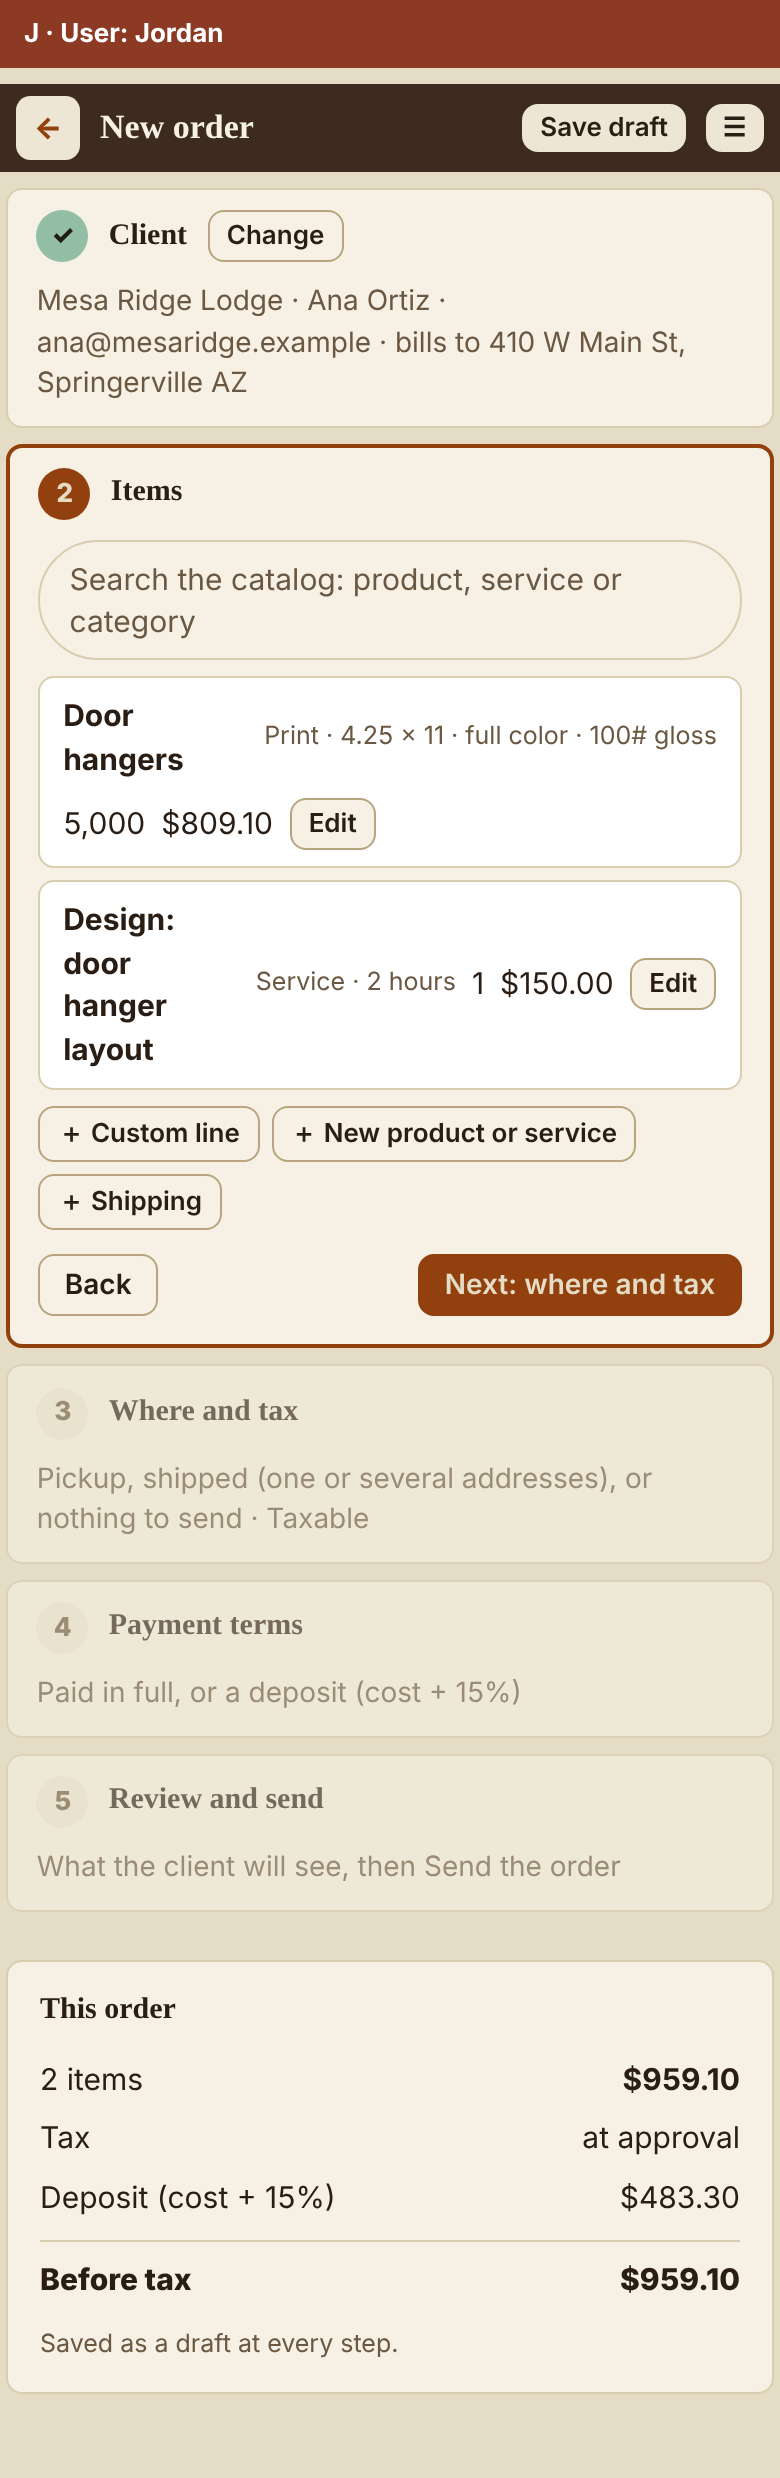 J · User: Jordan
← New order Save draft ☰
✓ Client Change
Mesa Ridge Lodge · Ana Ortiz ·
ana@mesaridge.example · bills to 410 W Main St,
Springerville AZ
2 Items
Search the catalog: product, service or
category
Door
hangers
Print · 4.25 × 11 · full color · 100# gloss
5,000 $809.10 Edit
Design:
door
hanger
layout
Service · 2 hours 1 $150.00 Edit
+ Custom line + New product or service
+ Shipping
Back Next: where and tax
3 Where and tax
Pickup, shipped (one or several addresses), or
nothing to send · Taxable
4 Payment terms
Paid in full, or a deposit (cost + 15%)
5 Review and send
What the client will see, then Send the order
This order
2 items $959.10
Tax at approval
Deposit (cost + 15%) $483.30
Before tax $959.10
Saved as a draft at every step.